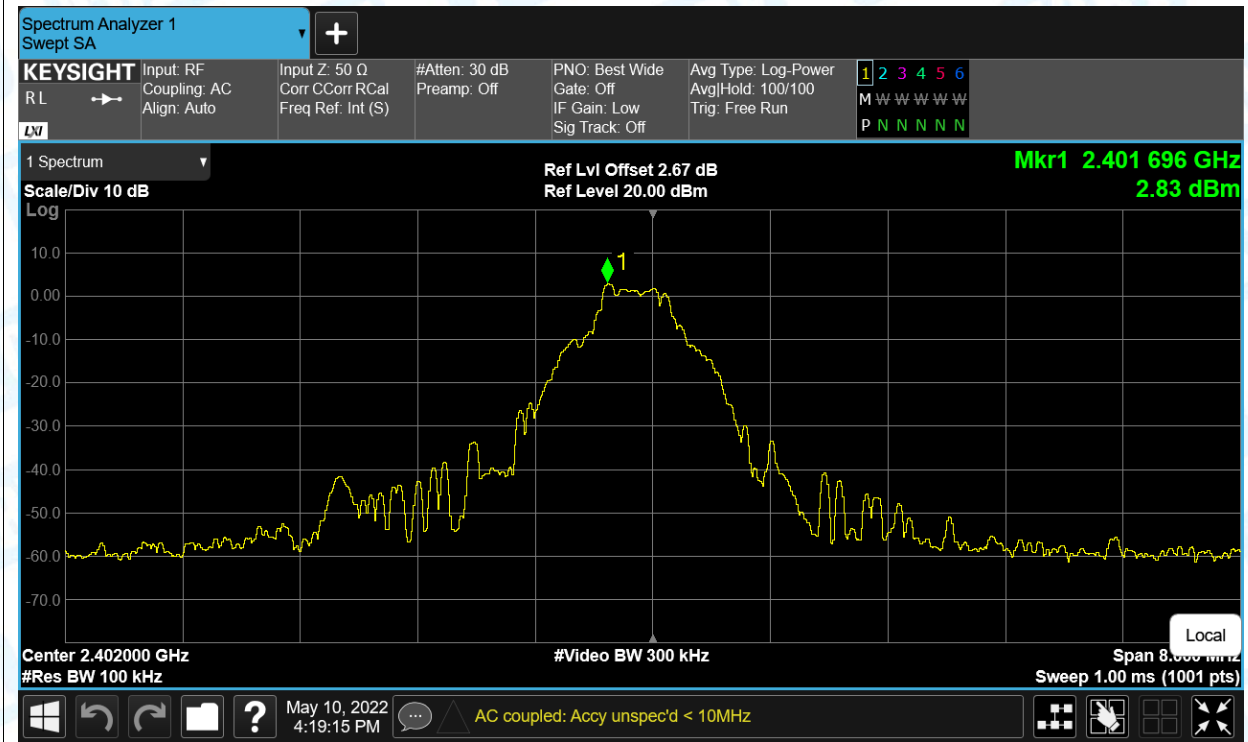 Spectrum Analyzer 1
Swept SA
KEYSIGHT
R L
LXI
Input: RF
Coupling: AC
Align: Auto
Input Z: 50 Ω
Corr CCorr RCal
Freq Ref: Int (S)
#Atten: 30 dB
Preamp: Off
PNO: Best Wide
Gate: Off
IF Gain: Low
Sig Track: Off
Avg Type: Log-Power
Avg|Hold: 100/100
Trig: Free Run
1 2 3 4 5 6
M W W W W W
P N N N N N
1 Spectrum
Scale/Div 10 dB
Log
Ref Lvl Offset 2.67 dB
Ref Level 20.00 dBm
Mkr1 2.401 696 GHz
2.83 dBm
1
10.0
0.00
-10.0
-20.0
-30.0
-40.0
-50.0
-60.0
-70.0
Local
Center 2.402000 GHz
#Video BW 300 kHz
Span
#Res BW 100 kHz
Sweep 1.00 ms (1001 pts)
?
May 10, 2022
4:19:15 PM
AC coupled: Accy unspec'd < 10MHz